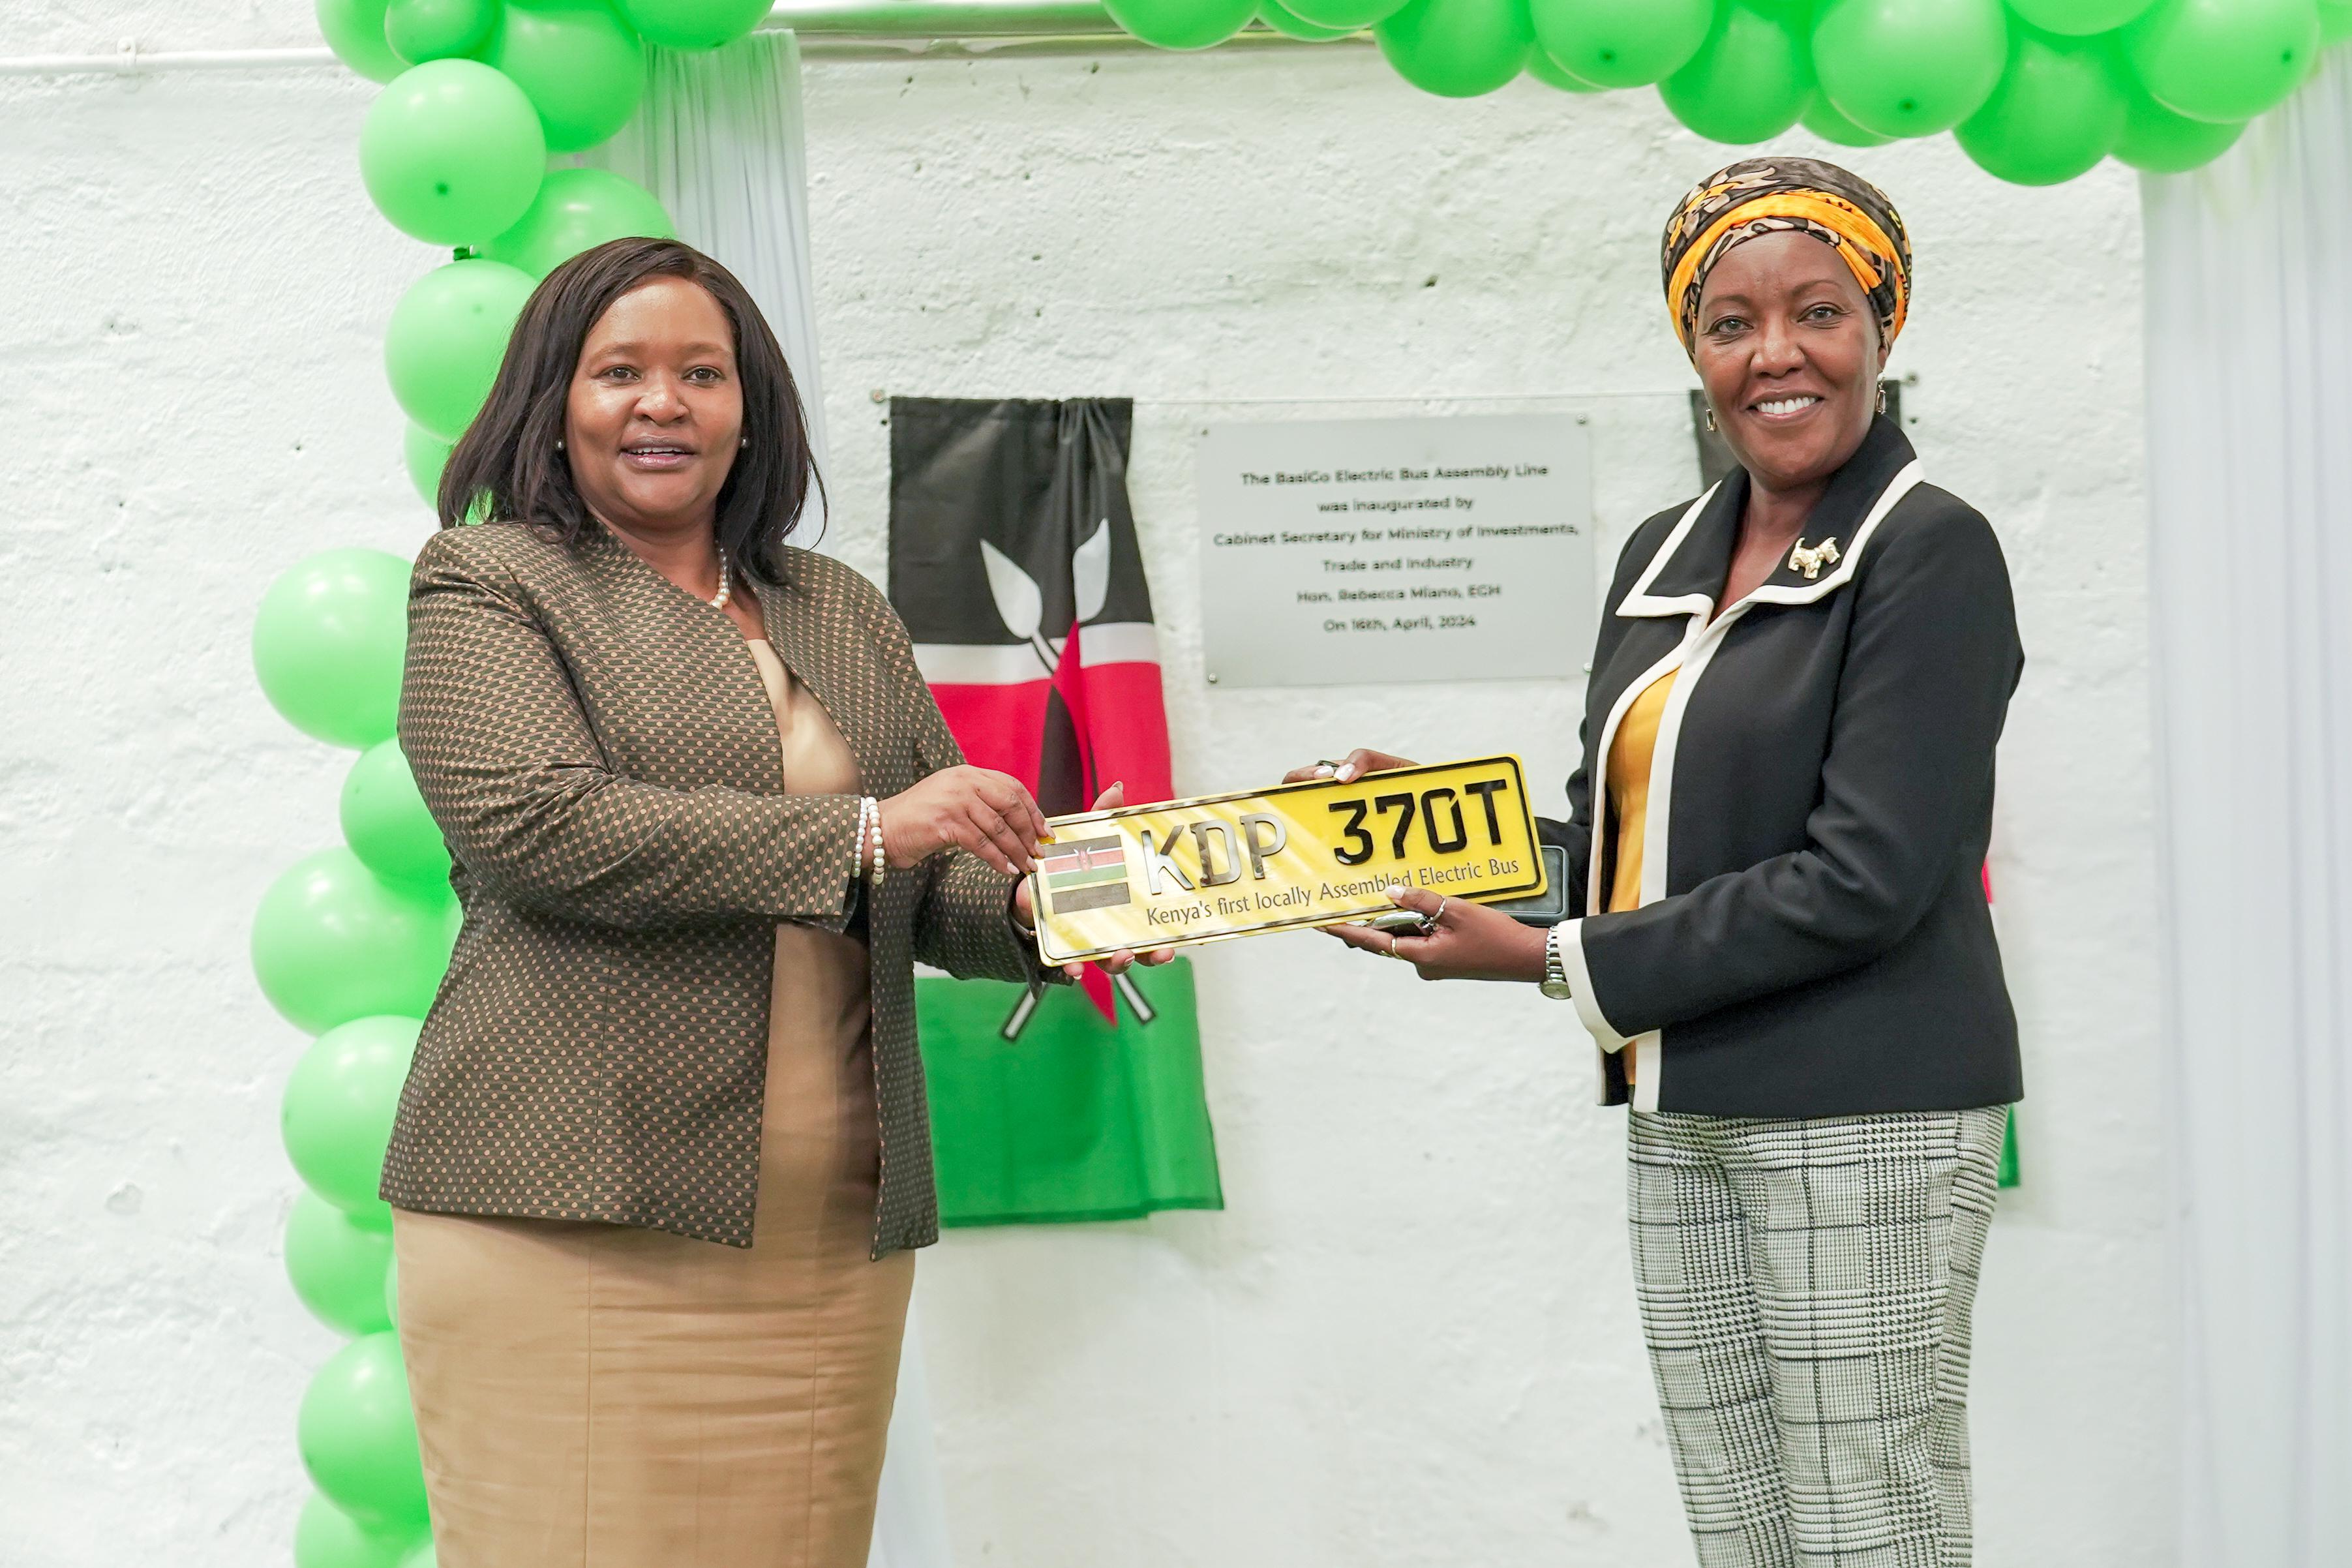 The BasiGo Electric Bus Assembly Line
was inaugurated by
Cabinet Secretary for Ministry of Investments,
Trade and Industry
Hon. Rebecca Miano, EGH
On 16th, April, 2024
KDP 370T
Kenya's first locally Assembled Electric Bus